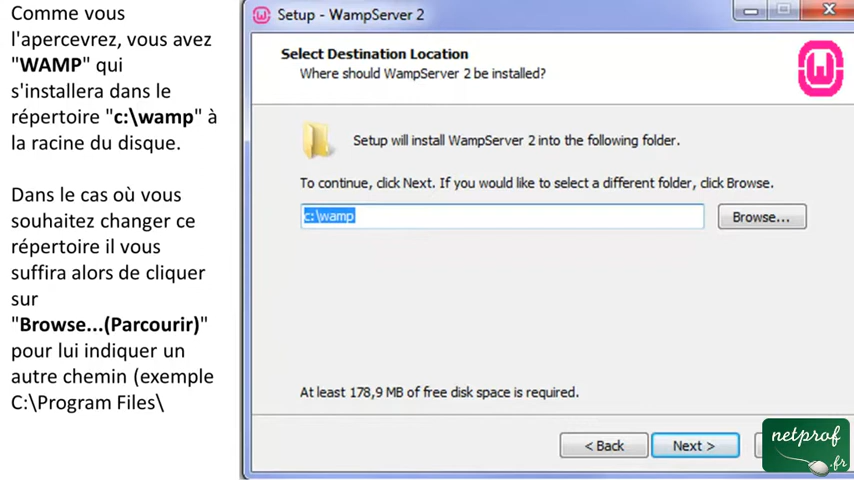 Comme vous
l'apercevrez, vous avez
"WAMP" qui
s'installera dans le
répertoire "c:\wamp" à
la racine du disque.
Dans le cas où vous
souhaitez changer ce
répertoire il vous
suffira alors de cliquer
sur
"Browse...(Parcourir)"
pour lui indiquer un
autre chemin (exemple
C:\Program Files\
Setup - WampServer 2
Select Destination Location
Where should WampServer 2 be installed?
Setup will install WampServer 2 into the following folder.
To continue, click Next. If you would like to select a different folder, click Browse.
c:\wamp
Browse...
At least 178,9 MB of free disk space is required.
< Back
Next >
netprof
.fr